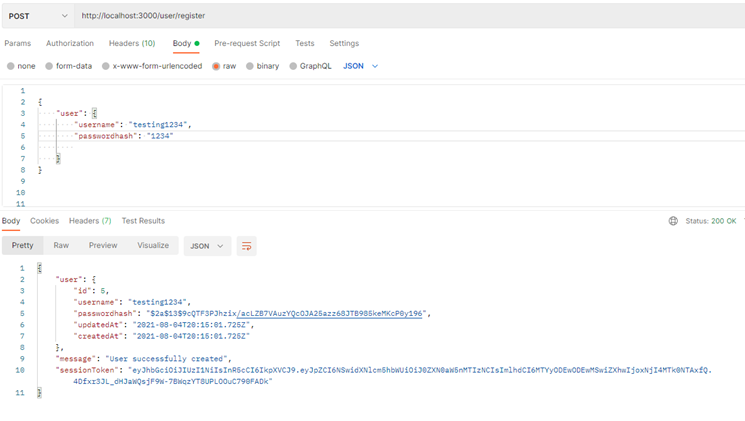 POST http://localhost:3000/user/register
Params Authorization Headers (10) Body Pre-request Script Tests Settings
none form-data x-www-form-urlencoded raw binary GraphQL JSON
1
2 {
3 "user": {
4 "username": "testing1234",
5 "passwordhash": "1234"
6
7 }
8 }
9
10
11
Body Cookies Headers (7) Test Results Status: 200 OK
Pretty Raw Preview Visualize JSON
1 {
2 "user": {
3 "id": 5,
4 "username": "testing1234",
5 "passwordhash": "$2a$13$9cQTF3PJhzix/acLZB7VAuzYQcOJA25azz68JTB985keMKcP0y196",
6 "updatedAt": "2021-08-04T20:15:01.725Z",
7 "createdAt": "2021-08-04T20:15:01.725Z"
8 },
9 "message": "User successfully created",
10 "sessionToken":
11 }